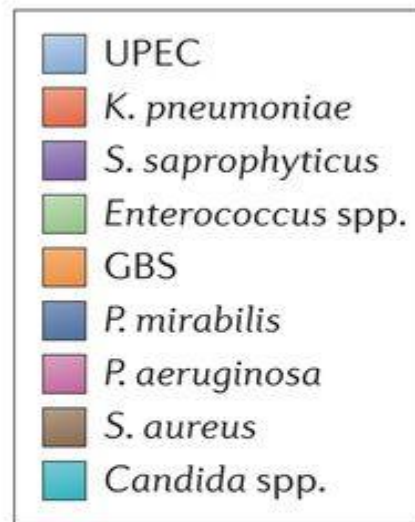 UPEC
K. pneumoniae
S. saprophyticus
Enterococcus spp.
GBS
P. mirabilis
P. aeruginosa
S. aureus
Candida spp.